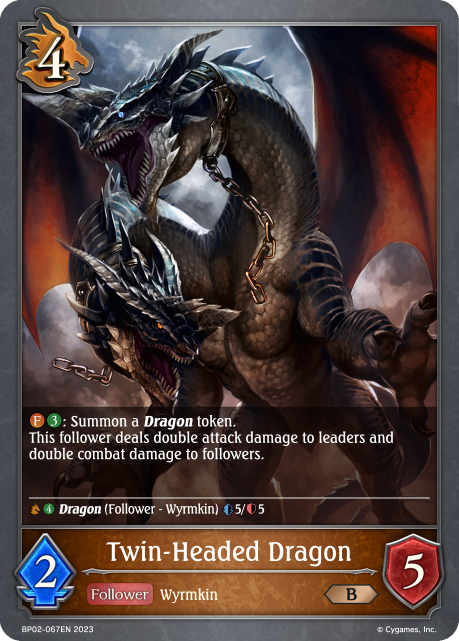 4
F 3: Summon a Dragon token.
This follower deals double attack damage to leaders and
double combat damage to followers.
4 Dragon (Follower - Wyrmkin) 5/5
Twin-Headed Dragon
2
Follower Wyrmkin
B
5
BP02-067EN 2023
© Cygames, Inc.